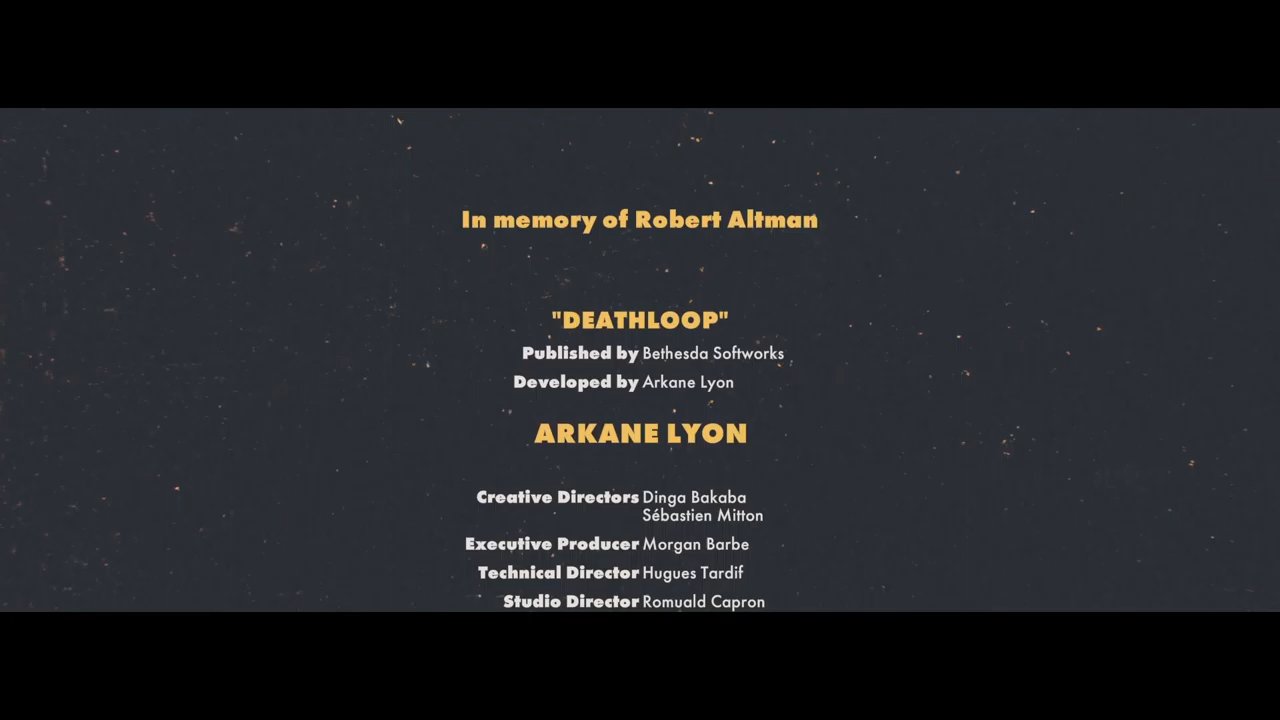 In memory of Robert Altman
"DEATHLOOP"
Published by Bethesda Softworks
Developed by Arkane Lyon
ARKANE LYON
Creative Directors Dinga Bakaba
Sébastien Mitton
Executive Producer Morgan Barbe
Technical Director Hugues Tardif
Studio Director Romuald Capron